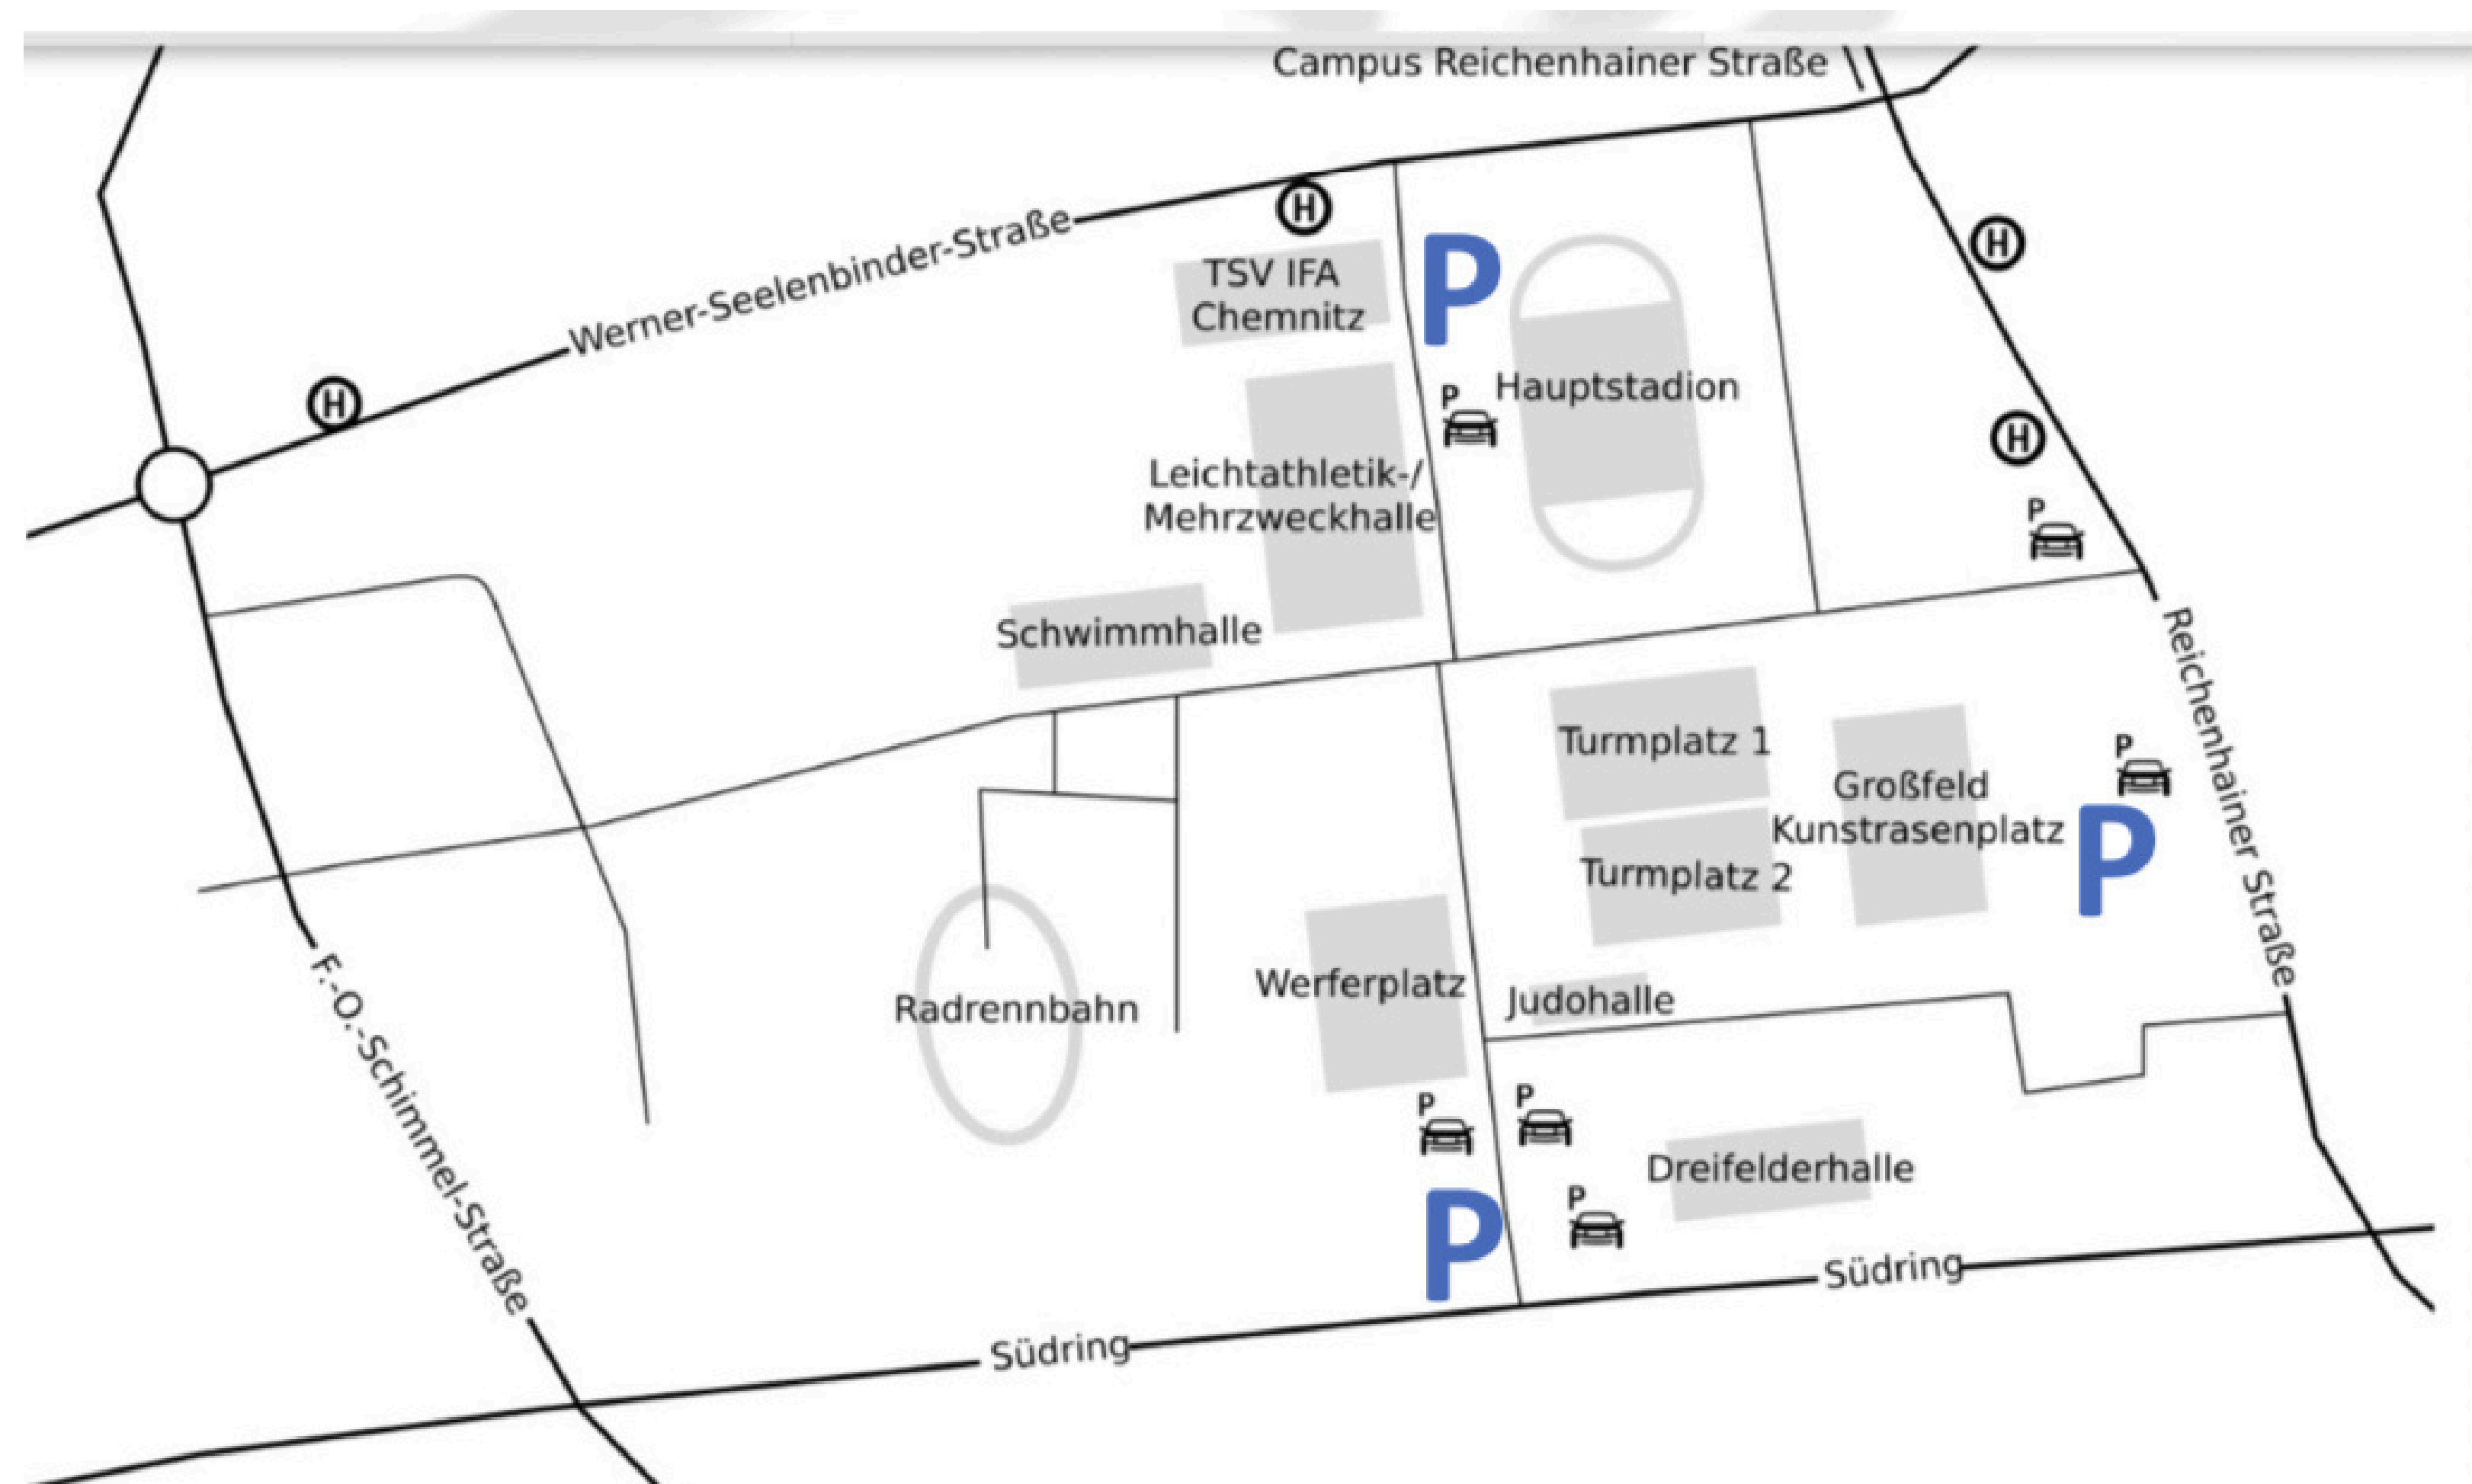 Campus Reichenhainer Straße
H
Werner-Seelenbinder-Straße
H
TSV IFA
Chemnitz
P
H
P
Hauptstadion
H
H
Leichtathletik-/
Mehrzweckhalle
P
Schwimmhalle
Reichenhainer Straße
Turmplatz 1
P
Großfeld
Kunstrasenplatz
P
Turmplatz 2
Werferplatz
Judohalle
Radrennbahn
F.-O.-Schimmel-Straße
P
P
Dreifelderhalle
P
P
Südring
Südring